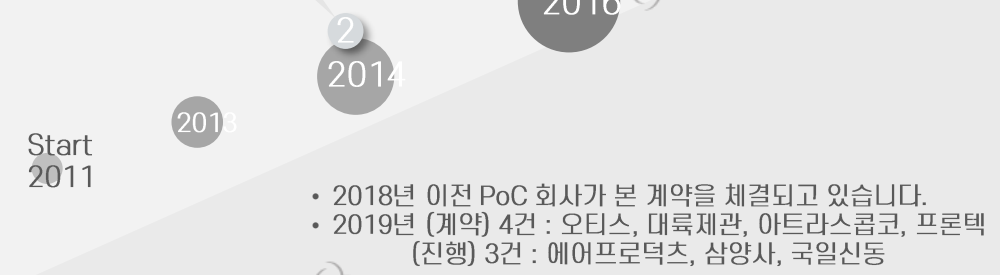 2016
2
2014
2013
Start
2011
• 2018년 이전 PoC 회사가 본 계약을 체결되고 있습니다.
• 2019년 (계약) 4건 : 오티스, 대륙제관, 아트라스콥코, 프론텍
(진행) 3건 : 에어프로덕츠, 삼양사, 국일신동